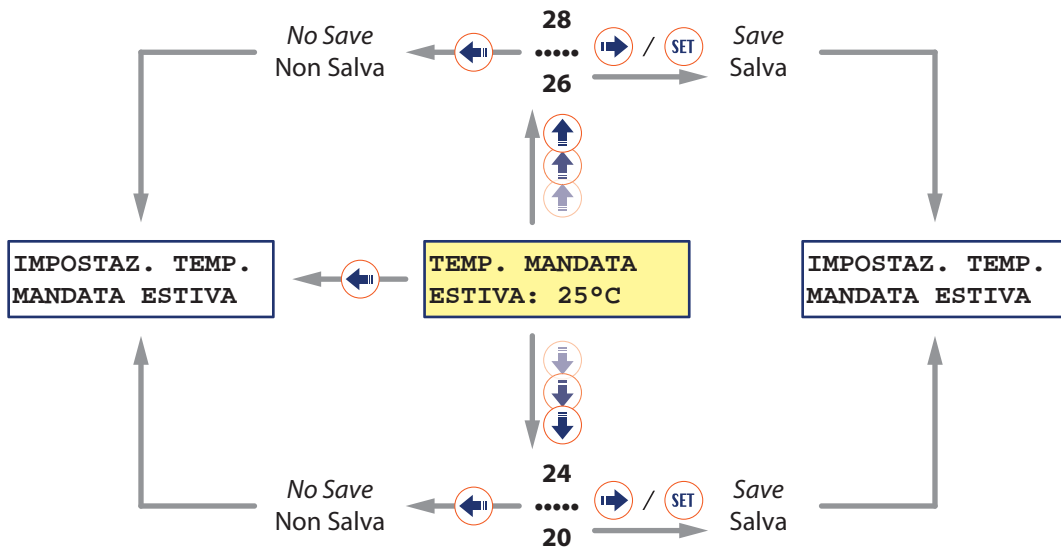 28
No Save
Non Salva
.....
/ SET
Save
Salva
26
IMPOSTAZ. TEMP.
MANDATA ESTIVA
TEMP. MANDATA
ESTIVA: 25°C
IMPOSTAZ. TEMP.
MANDATA ESTIVA
24
No Save
Non Salva
.....
/ SET
Save
Salva
20